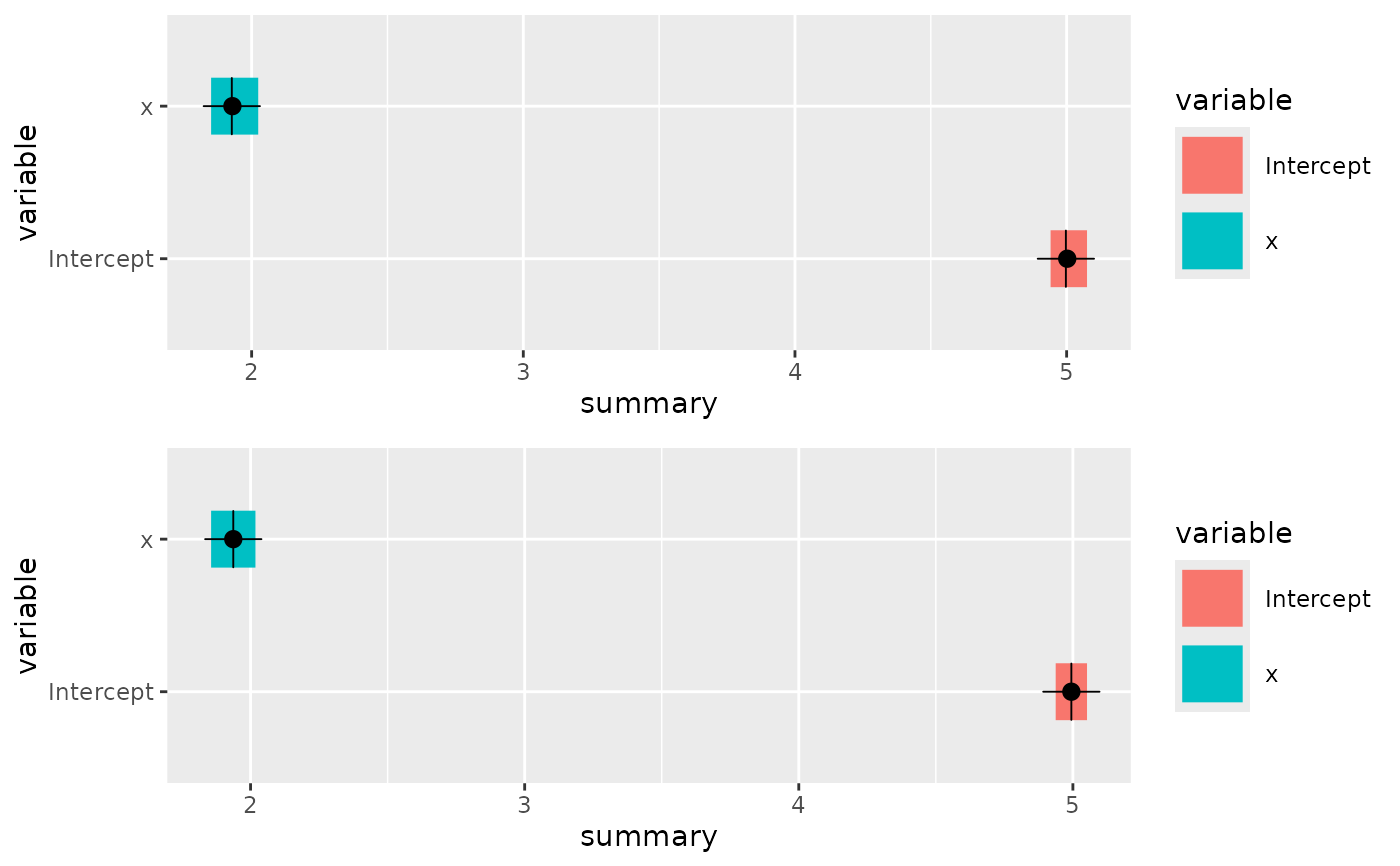 variable
x
Intercept
2 3 4 5
summary
variable
Intercept
x
variable
x
Intercept
2 3 4 5
summary
variable
Intercept
x